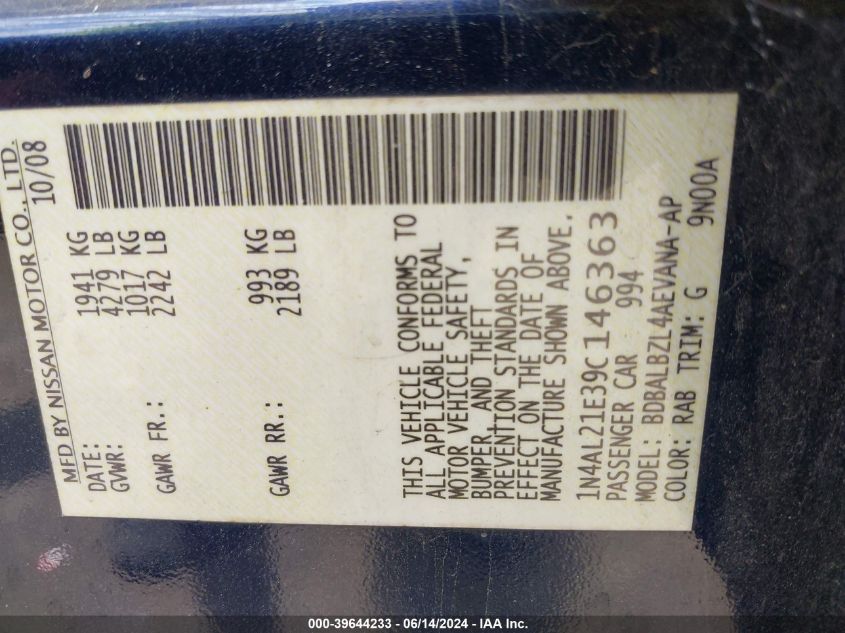 MFD BY NISSAN MOTOR CO., LTD.
DATE: 10/08
GVWR: 1941 KG
4279 LB
GAWR FR.: 1017 KG
2242 LB
GAWR RR.: 993 KG
2189 LB
THIS VEHICLE CONFORMS TO
ALL APPLICABLE FEDERAL
MOTOR VEHICLE SAFETY,
BUMPER, AND THEFT
PREVENTION STANDARDS IN
EFFECT ON THE DATE OF
MANUFACTURE SHOWN ABOVE.
1N4AL21E39C146363
PASSENGER CAR 994
MODEL: BDBALBZL4AEVANA-AP
COLOR: RAB TRIM: G 9N00A
000-39644233 - 06/14/2024 - IAA Inc.